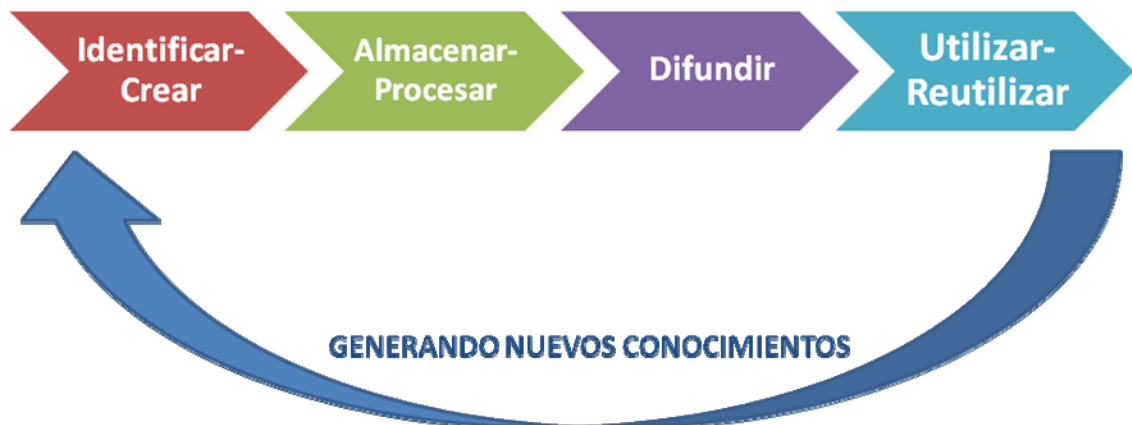 Identificar-
Crear
Almacenar-
Procesar
Difundir
Utilizar-
Reutilizar
GENERANDO NUEVOS CONOCIMIENTOS